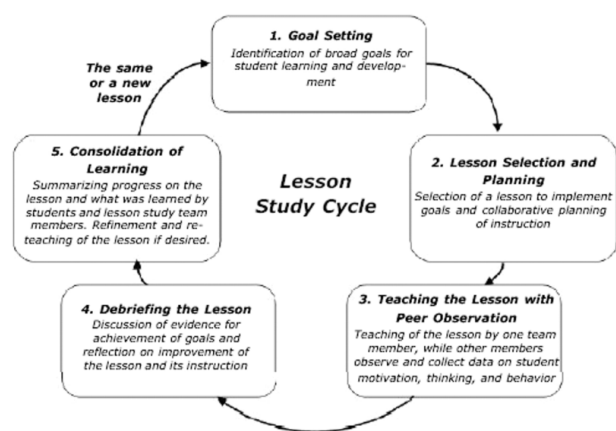 1. Goal Setting
Identification of broad goals for
student learning and develop-
ment
The same
or a new
lesson
5. Consolidation of
Learning
Summarizing progress on the
lesson and what was learned by
students and lesson study team
members. Refinement and re-
teaching of the lesson if desired.
Lesson
Study Cycle
2. Lesson Selection and
Planning
Selection of a lesson to implement
goals and collaborative planning
of instruction
4. Debriefing the Lesson
Discussion of evidence for
achievement of goals and
reflection on improvement of
the lesson and its instruction
3. Teaching the Lesson with
Peer Observation
Teaching of the lesson by one team
member, while other members
observe and collect data on student
motivation, thinking, and behavior